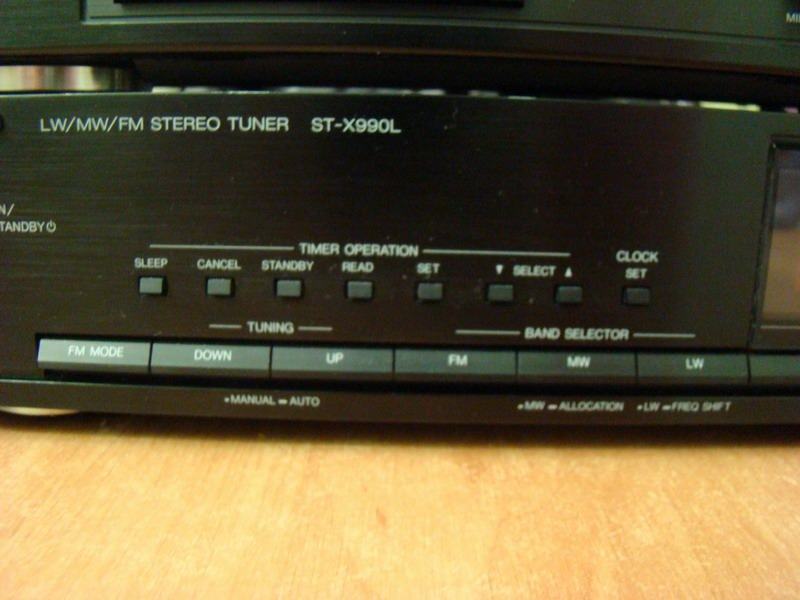 LW/MW/FM STEREO TUNER ST-X990L
TIMER OPERATION
SLEEP CANCEL STANDBY READ SET ▼ SELECT ▲ CLOCK SET
TUNING BAND SELECTOR
FM MODE DOWN UP FM MW LW
•MANUAL ━AUTO •MW ━ALLOCATION •LW ━FREQ SHIFT